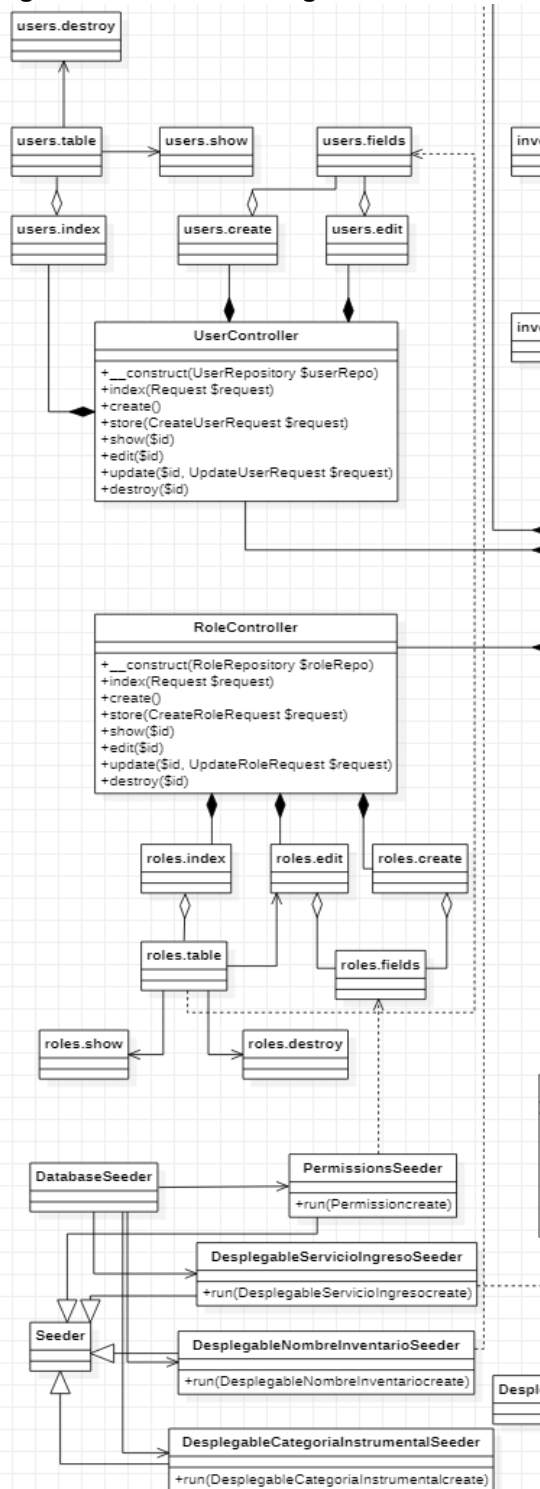 users.destroy
users.table
users.show
users.fields
users.index
users.create
users.edit
UserController
+__construct(UserRepository $userRepo)
+index(Request $request)
+create()
+store(CreateUserRequest $request)
+show($id)
+edit($id)
+update($id, UpdateUserRequest $request)
+destroy($id)
RoleController
+__construct(RoleRepository $roleRepo)
+index(Request $request)
+create()
+store(CreateRoleRequest $request)
+show($id)
+edit($id)
+update($id, UpdateRoleRequest $request)
+destroy($id)
roles.index
roles.edit
roles.create
roles.table
roles.fields
roles.show
roles.destroy
DatabaseSeeder
PermissionsSeeder
+run(Permissioncreate)
DesplegableServicioIngresoSeeder
+run(DesplegableServicioIngresocreate)
Seeder
DesplegableNombreInventarioSeeder
+run(DesplegableNombreInventariocreate)
DesplegableCategoriaInstrumentalSeeder
+run(DesplegableCategoriaInstrumentalcreate)